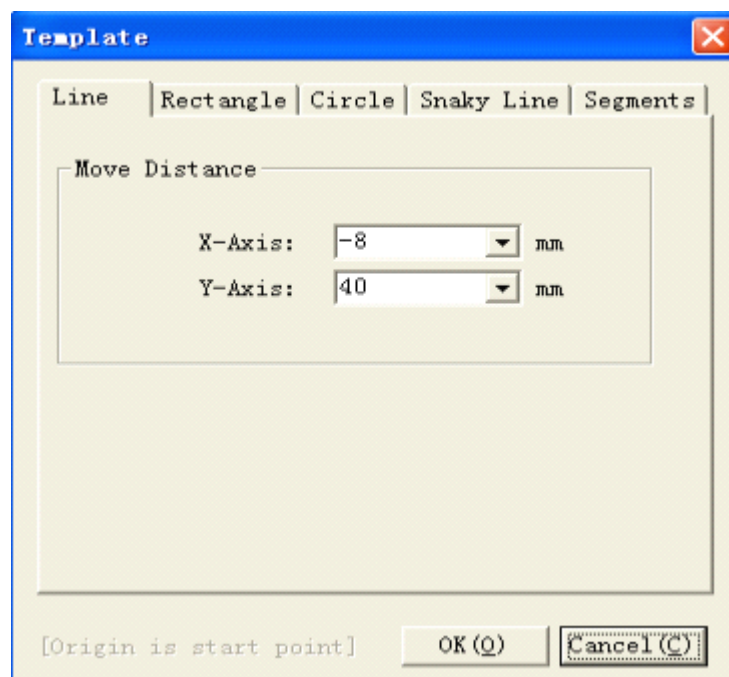 Template
Line Rectangle Circle Snaky Line Segments
Move Distance
X-Axis: -8 mm
Y-Axis: 40 mm
[Origin is start point] OK(O) Cancel(C)